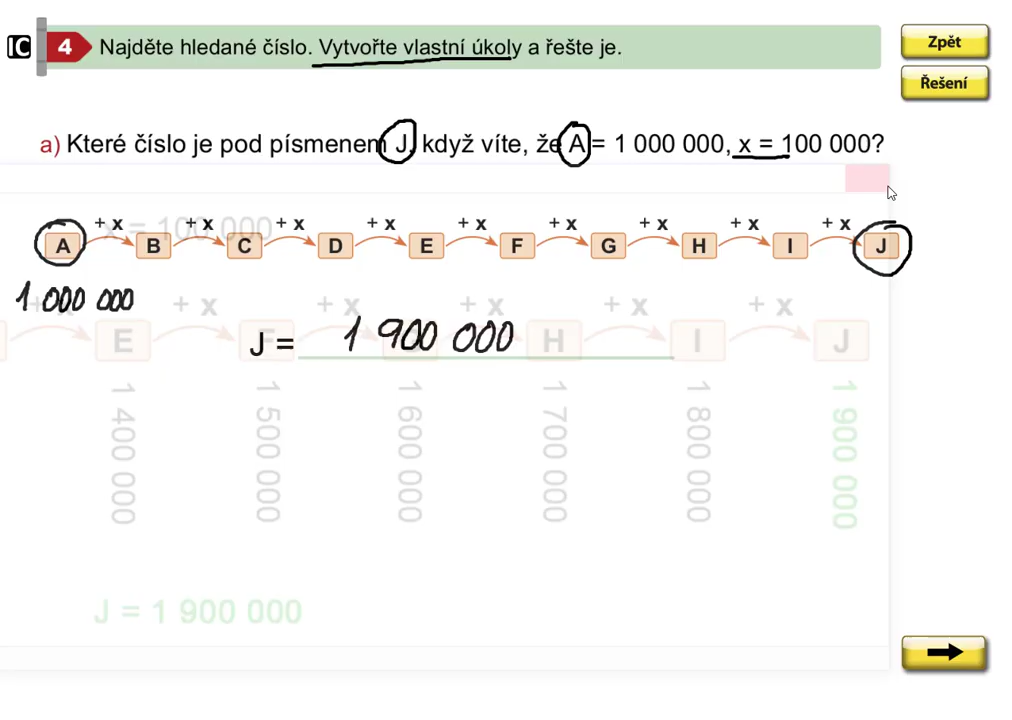 IC 4 Najděte hledané číslo. Vytvořte vlastní úkoly a řešte je.
Zpět
Řešení
a) Které číslo je pod písmenem J, když víte, že A = 1 000 000, x = 100 000?
x = 100 000
+ x + x + x + x + x + x + x + x + x
A B C D E F G H I J
1 000 000
+ x + x + x + x + x + x
E F G H I J
J = 1 900 000
1 400 000
1 500 000
1 600 000
1 700 000
1 800 000
1 900 000
J = 1 900 000